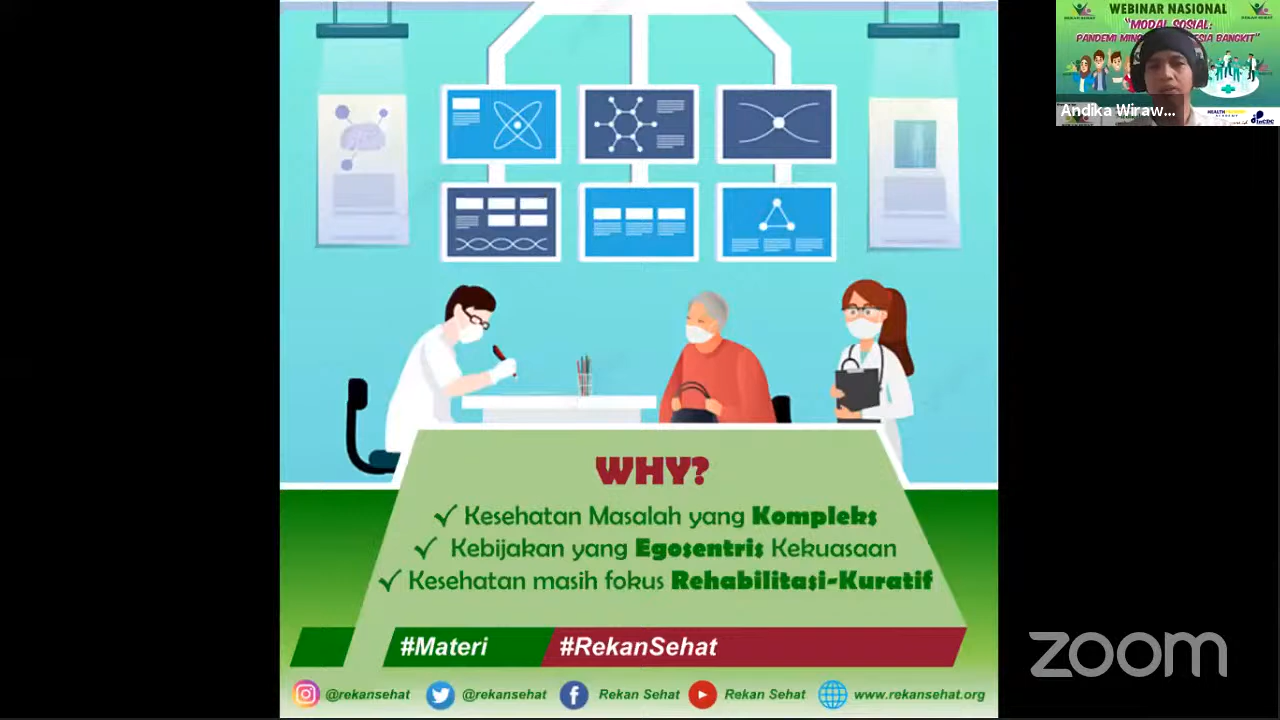 WEBINAR NASIONAL
"MODAL SOSIAL:
Andika Wiraw...
WHY?
✓ Kesehatan Masalah yang Kompleks
✓ Kebijakan yang Egosentris Kekuasaan
✓ Kesehatan masih fokus Rehabilitasi-Kuratif
#Materi #RekanSehat
@rekansehat @rekansehat Rekan Sehat Rekan Sehat www.rekansehat.org
zoom